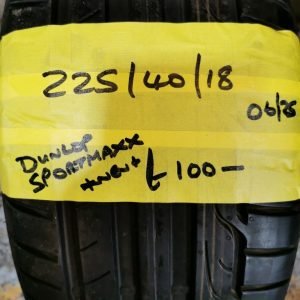 225/40/18
06/25
DUNLOP
SPORTMAXX
*NEW* £100-